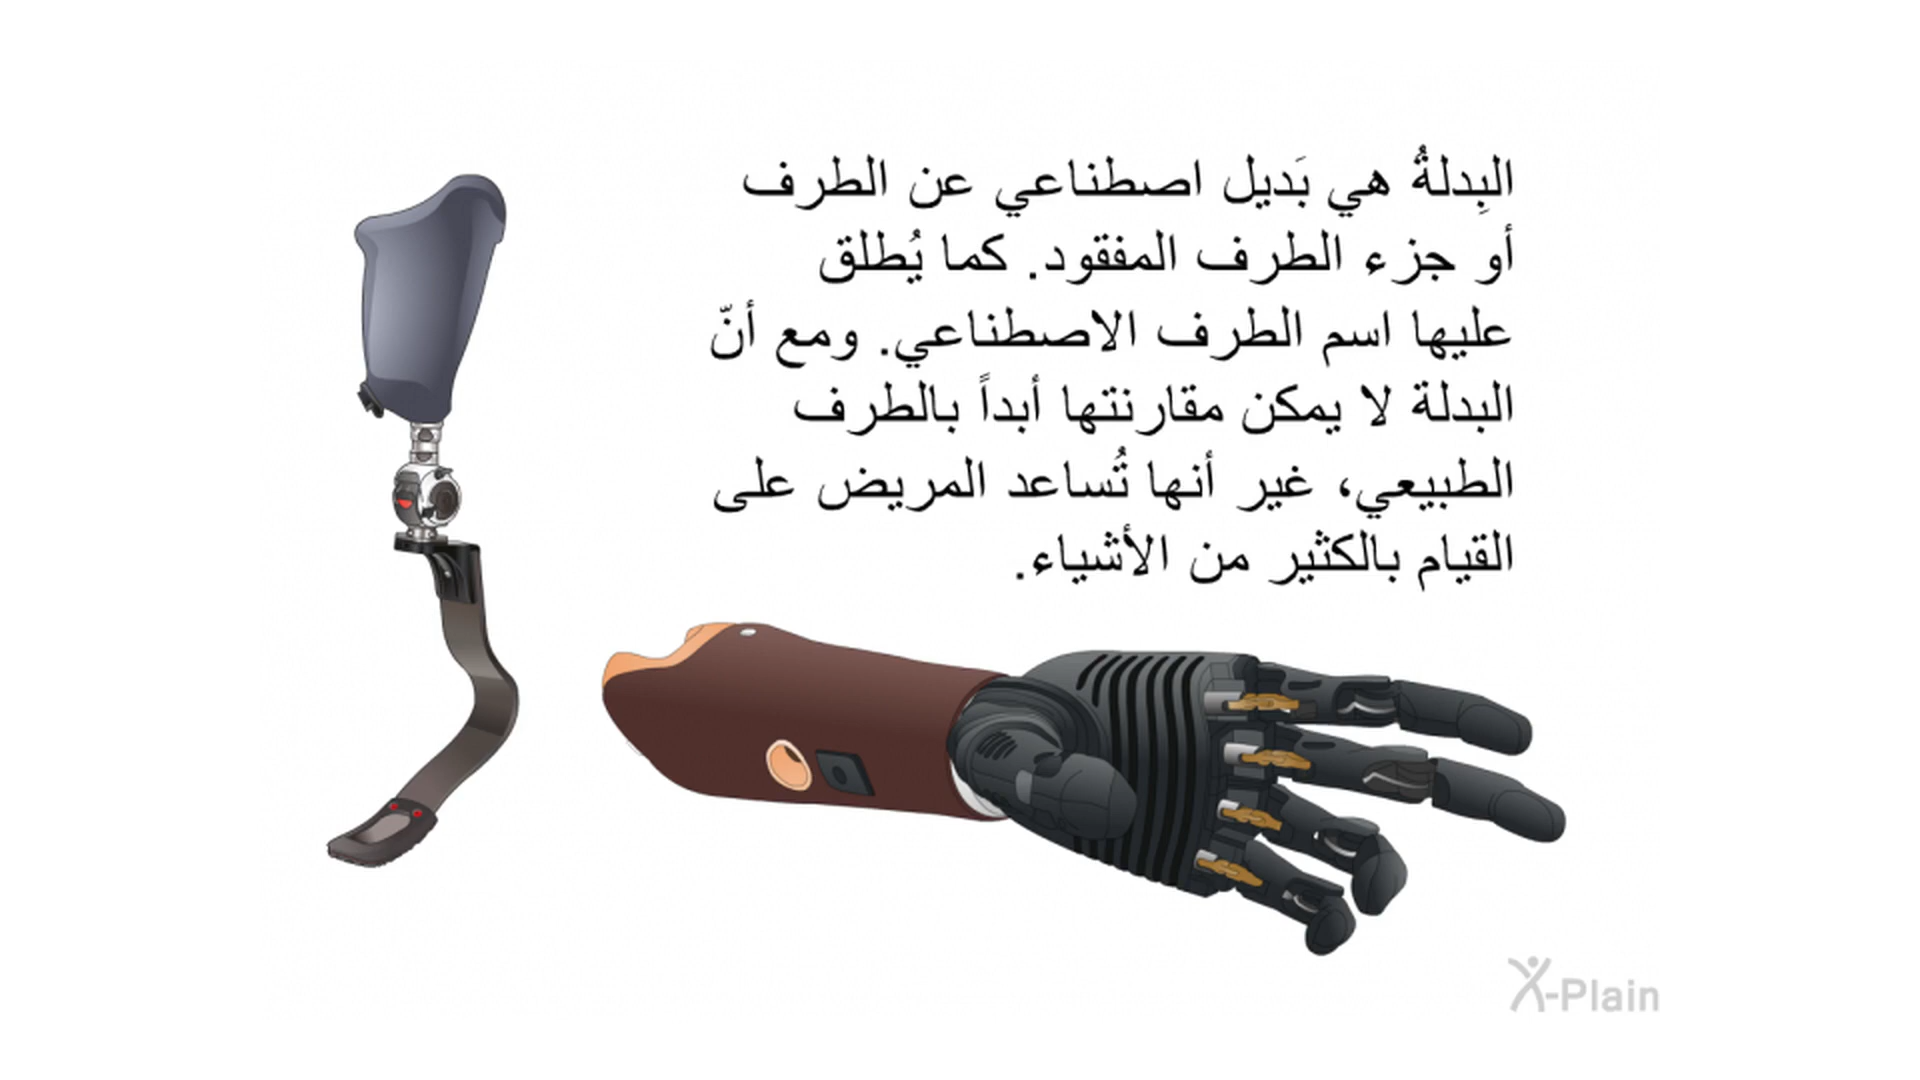 البِدلةُ هي بَديل اصطناعي عن الطرف
أو جزء الطرف المفقود. كما يُطلق
عليها اسم الطرف الاصطناعي. ومع أنّ
البدلة لا يمكن مقارنتها أبداً بالطرف
الطبيعي، غير أنها تُساعد المريض على
القيام بالكثير من الأشياء.
X-Plain